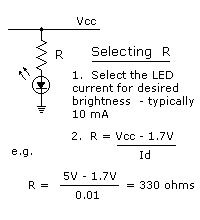 Vcc
R
Selecting R
1. Select the LED
current for desired
brightness - typically
10 mA
2. R = Vcc - 1.7V
Id
e.g.
R = 5V - 1.7V = 330 ohms
0.01